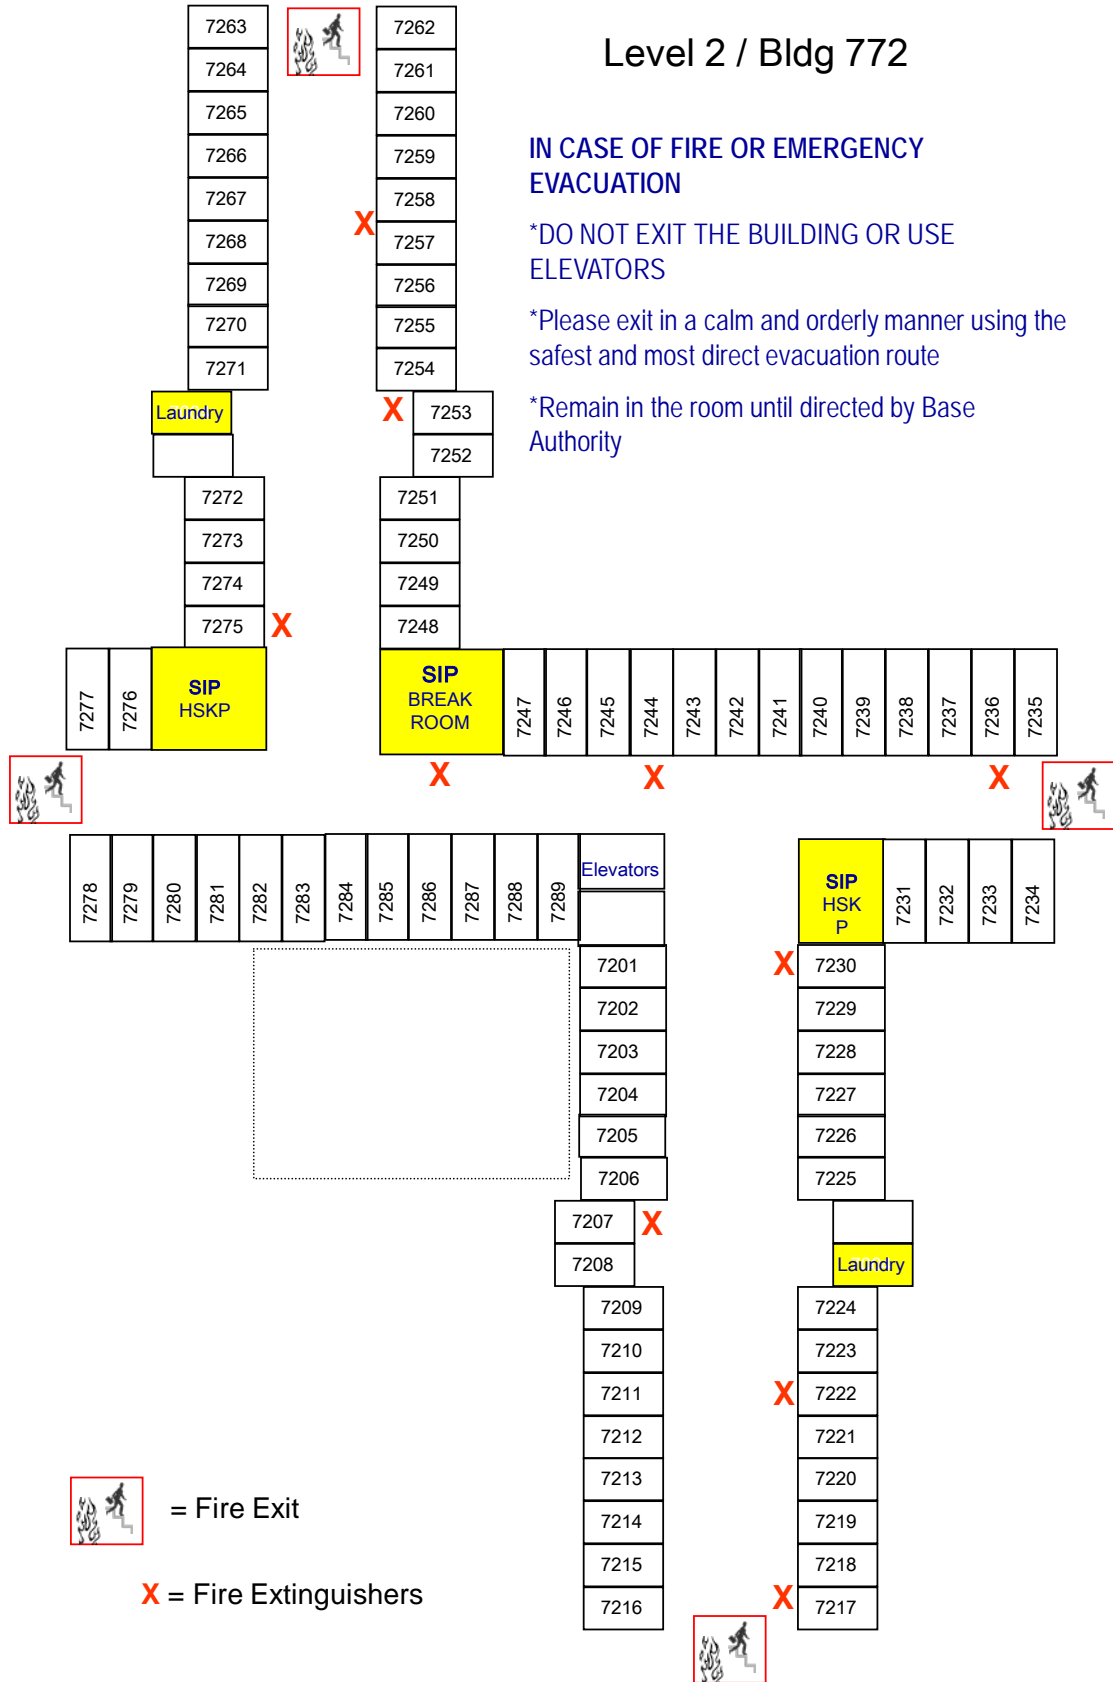 Level 2 / Bldg 772
IN CASE OF FIRE OR EMERGENCY
EVACUATION
*DO NOT EXIT THE BUILDING OR USE
ELEVATORS
*Please exit in a calm and orderly manner using the
safest and most direct evacuation route
*Remain in the room until directed by Base
Authority
7263
7264
7265
7266
7267
7268
7269
7270
7271
Laundry
7272
7273
7274
7275
7262
7261
7260
7259
7258
X
7257
7256
7255
7254
X
7253
7252
7251
7250
7249
X
7248
7277
7276
SIP
HSKP
SIP
BREAK
ROOM
7247
7246
7245
7244
7243
7242
7241
7240
7239
7238
7237
7236
7235
X
X
X
7278
7279
7280
7281
7282
7283
7284
7285
7286
7287
7288
7289
Elevators
SIP
HSK
P
7231
7232
7233
7234
7201
7202
7203
7204
7205
7206
7207
X
7208
7209
7210
7211
7212
7213
7214
7215
7216
X
7230
7229
7228
7227
7226
7225
Laundry
7224
7223
X
7222
7221
7220
7219
7218
X
7217
= Fire Exit
X = Fire Extinguishers